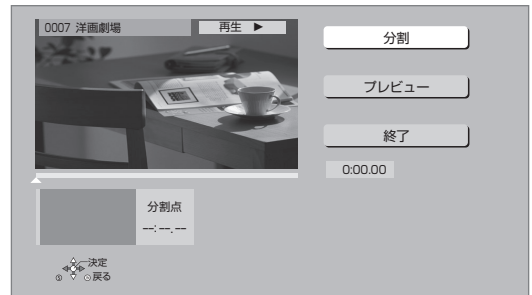 0007 洋画劇場
再生 ▶
分割
プレビュー
終了
0:00.00
分割点
--:--.--
決定
戻る